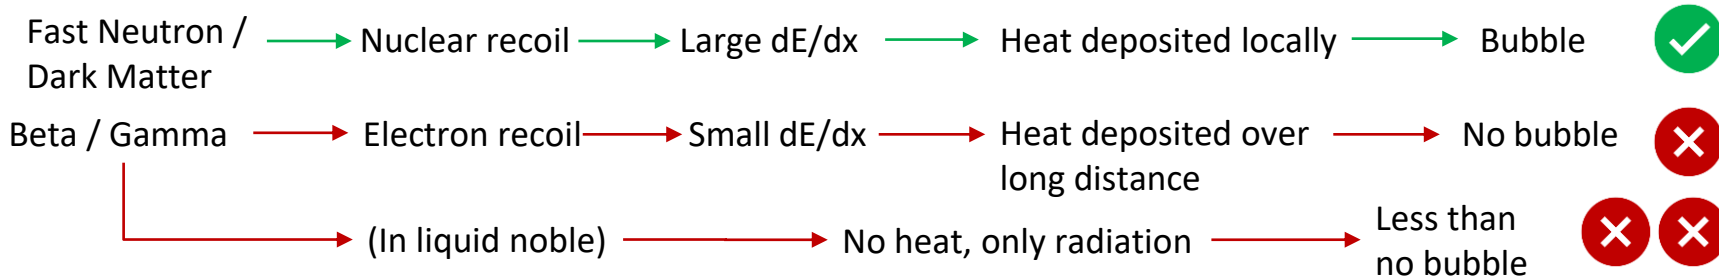 Fast Neutron /
Dark Matter
Nuclear recoil
Large dE/dx
Heat deposited locally
Bubble
Beta / Gamma
Electron recoil
Small dE/dx
Heat deposited over
long distance
No bubble
(In liquid noble)
No heat, only radiation
Less than
no bubble